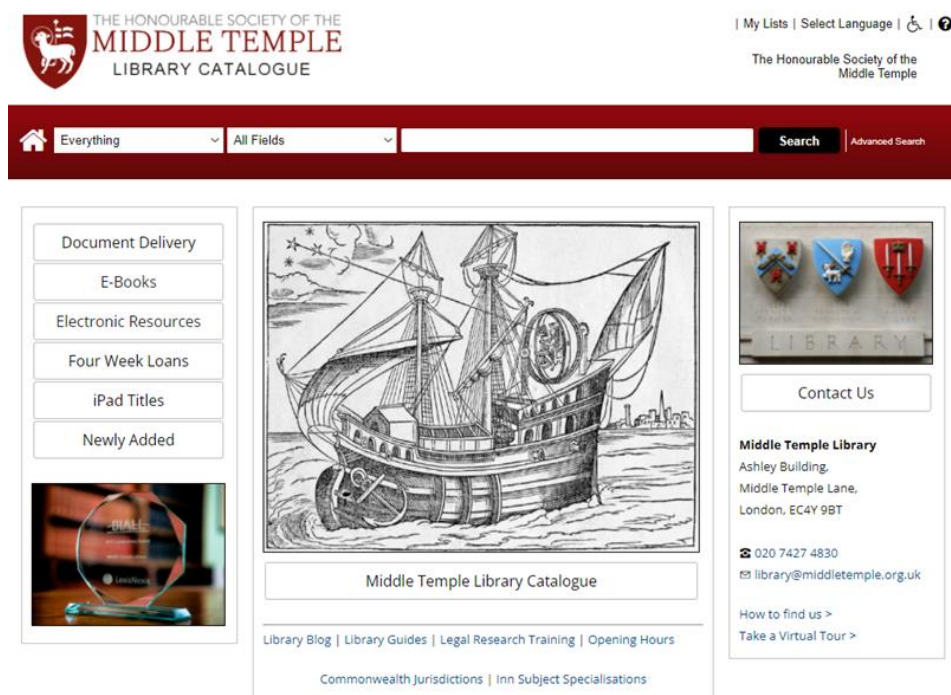 THE HONOURABLE SOCIETY OF THE
MIDDLE TEMPLE
LIBRARY CATALOGUE
| My Lists | Select Language | | ?
The Honourable Society of the
Middle Temple
Everything
All Fields
Search
Advanced Search
Document Delivery
E-Books
Electronic Resources
Four Week Loans
iPad Titles
Newly Added
BIALL
LexisNexis
Middle Temple Library Catalogue
Library Blog | Library Guides | Legal Research Training | Opening Hours
Commonwealth Jurisdictions | Inn Subject Specialisations
LIBRARY
Contact Us
Middle Temple Library
Ashley Building,
Middle Temple Lane,
London, EC4Y 9BT
020 7427 4830
library@middletemple.org.uk
How to find us >
Take a Virtual Tour >